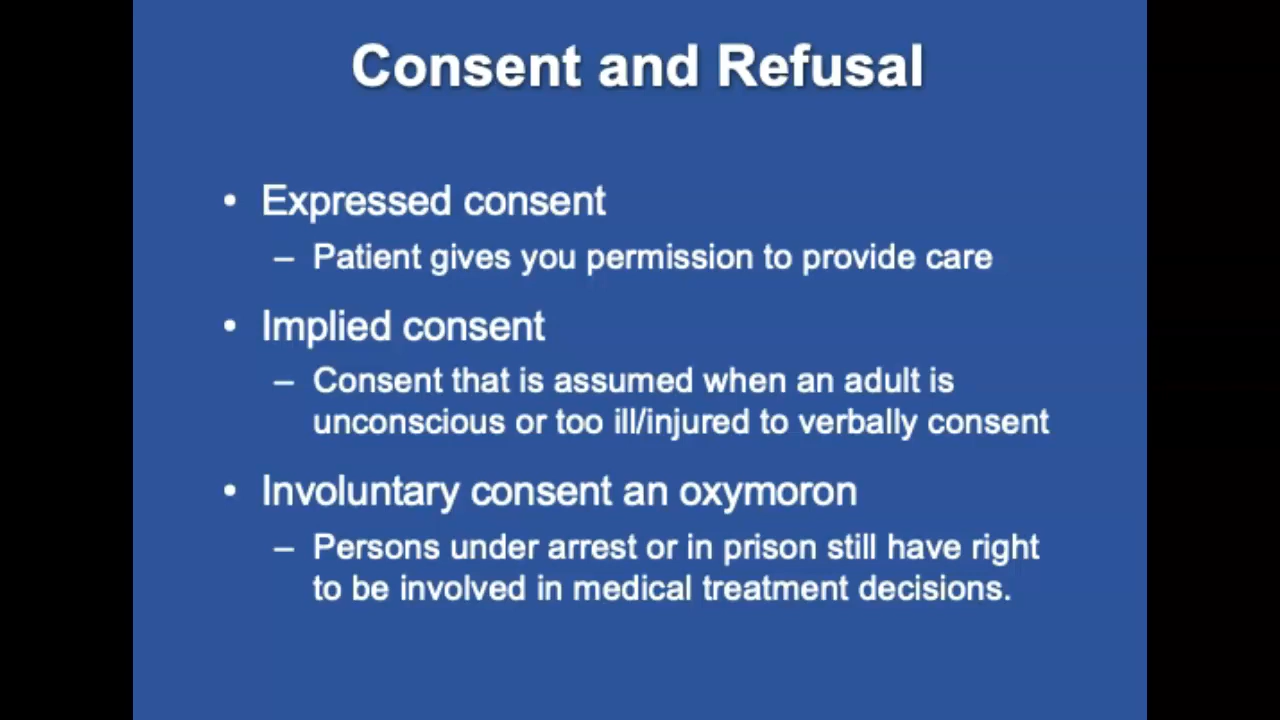 Consent and Refusal
• Expressed consent
– Patient gives you permission to provide care
• Implied consent
– Consent that is assumed when an adult is
unconscious or too ill/injured to verbally consent
• Involuntary consent an oxymoron
– Persons under arrest or in prison still have right
to be involved in medical treatment decisions.